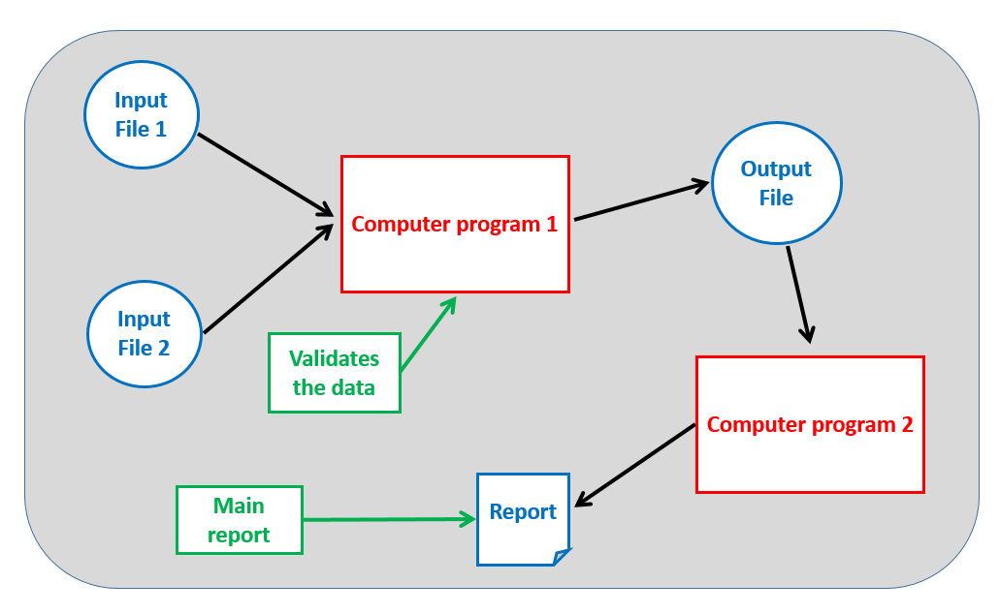 Input
File 1
Computer program 1
Output
File
Input
File 2
Validates
the data
Computer program 2
Main
report
Report